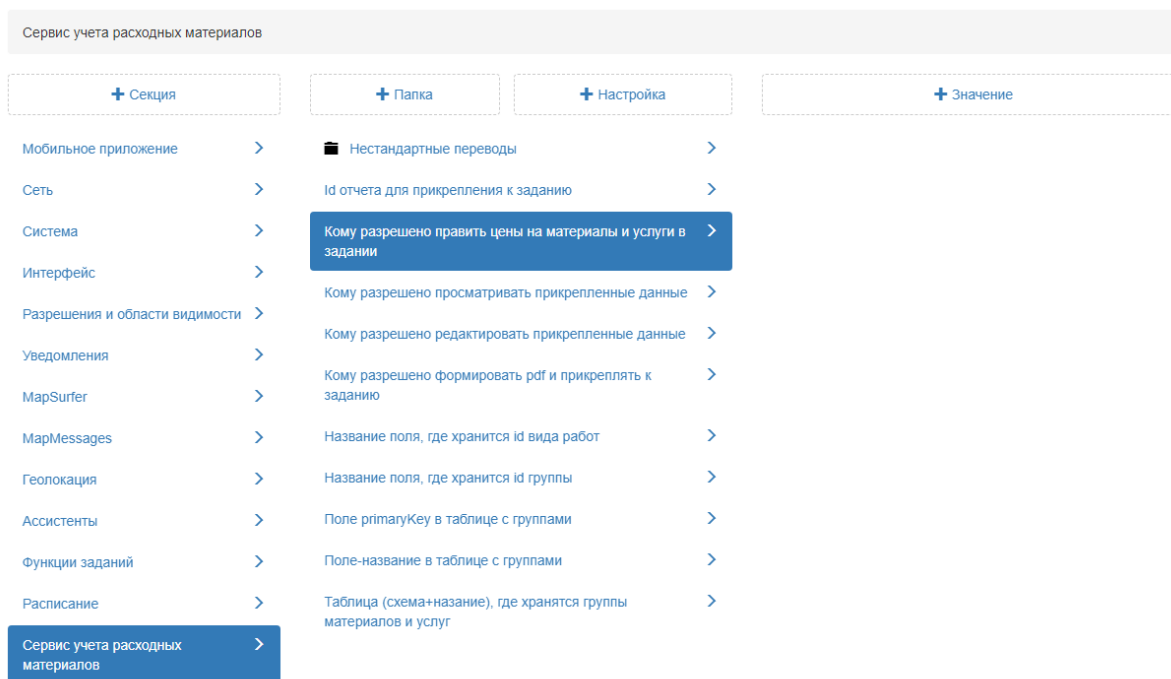 Сервис учета расходных материалов
Секция
Папка
Настройка
Значение
Мобильное приложение
Сеть
Система
Интерфейс
Разрешения и области видимости
Уведомления
MapSurfer
MapMessages
Геолокация
Ассистенты
Функции заданий
Расписание
Сервис учета расходных
материалов
Нестандартные переводы
Id отчета для прикрепления к заданию
Кому разрешено править цены на материалы и услуги в
задании
Кому разрешено просматривать прикрепленные данные
Кому разрешено редактировать прикрепленные данные
Кому разрешено формировать pdf и прикреплять к
заданию
Название поля, где хранится id вида работ
Название поля, где хранится id группы
Поле primaryKey в таблице с группами
Поле-название в таблице с группами
Таблица (схема+назание), где хранятся группы
материалов и услуг